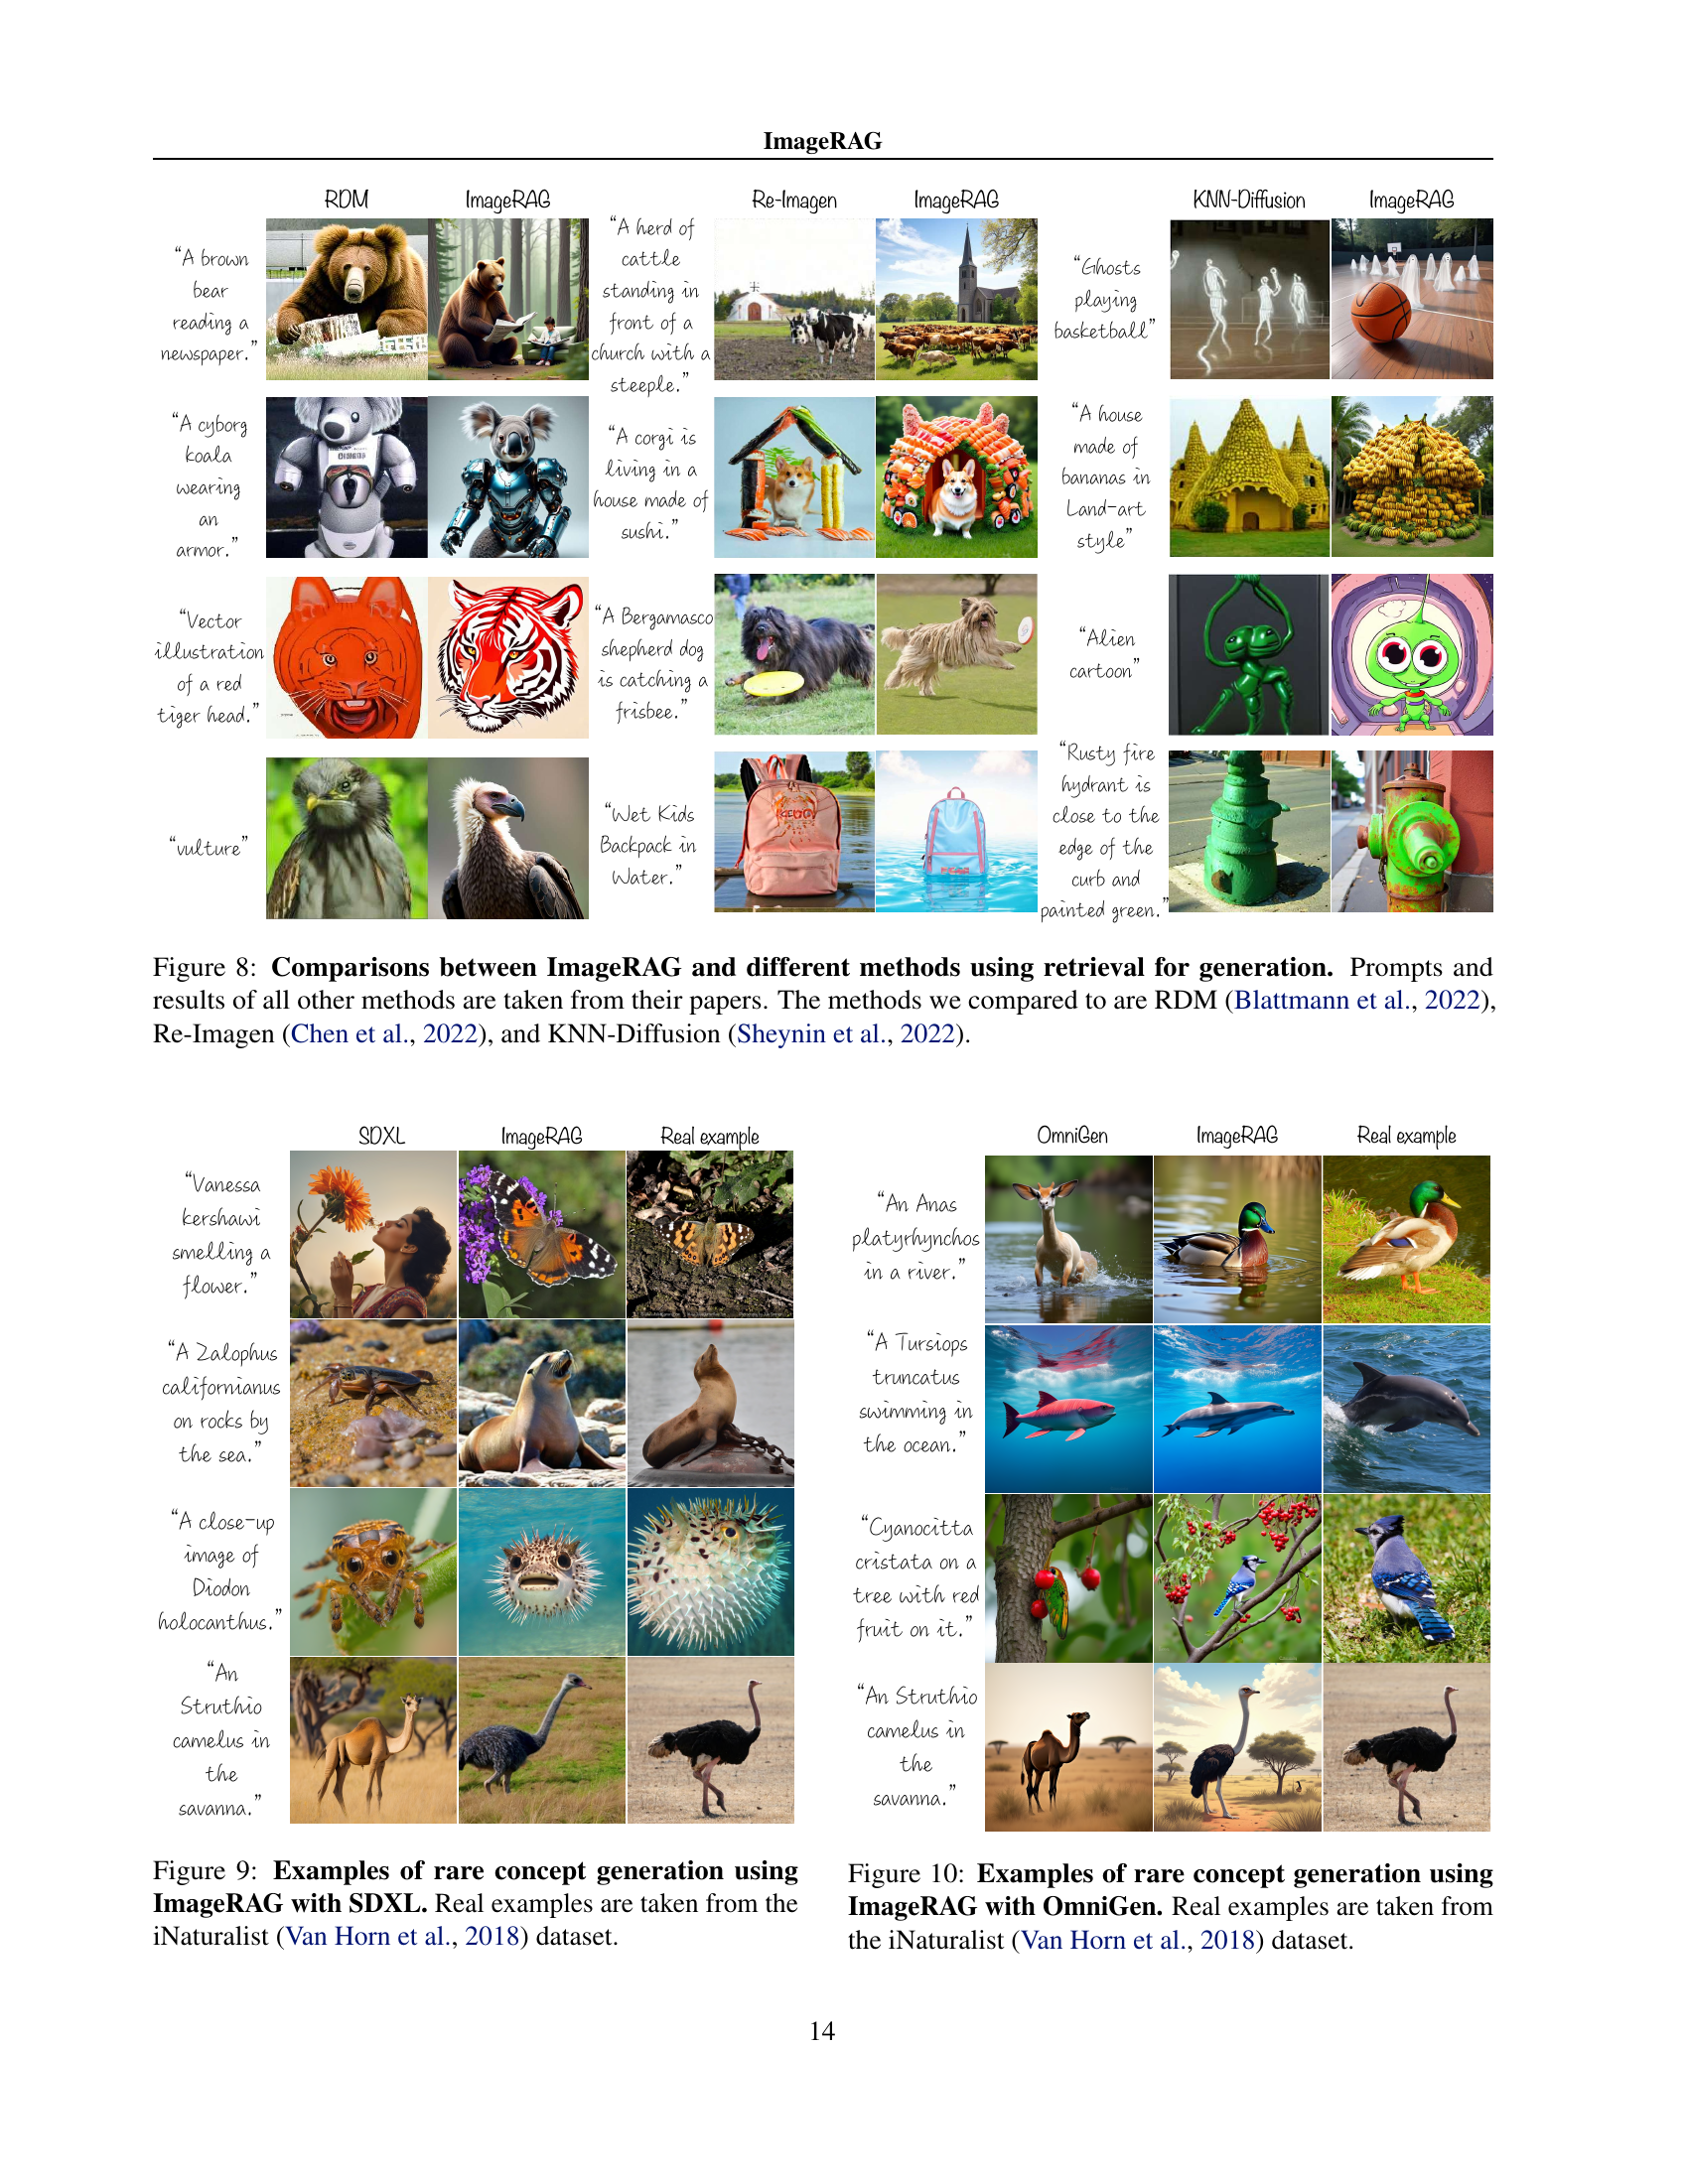 ImageRAG
RDM
ImageRAG
“A brown
bear
reading a
newspaper.”
“A cyborg
koala
wearing
an
armor.”
“Vector
illustration
of a red
tiger head.”
“vulture”
Re-Imagen
ImageRAG
“A herd of
cattle
standing in
front of a
church with a
steeple.”
“A corgi is
living in a
house made of
sushi.”
“A Bergamasco
shepherd dog
is catching a
frisbee.”
“Wet Kids
Backpack in
Water.”
KNN-Diffusion
ImageRAG
“Ghosts
playing
basketball”
“A house
made of
bananas in
Land-art
style”
“Alien
cartoon”
“Rusty fire
hydrant is
close to the
edge of the
curb and
painted green.”
Figure 8: Comparisons between ImageRAG and different methods using retrieval for generation. Prompts and
results of all other methods are taken from their papers. The methods we compared to are RDM (Blattmann et al., 2022),
Re-Imagen (Chen et al., 2022), and KNN-Diffusion (Sheynin et al., 2022).
SDXL
ImageRAG
Real example
“Vanessa
kershawi
smelling a
flower.”
“A Zalophus
californianus
on rocks by
the sea.”
“A close-up
image of
Diodon
holocanthus.”
“An
Struthio
camelus in
the
savanna.”
Figure 9: Examples of rare concept generation using
ImageRAG with SDXL. Real examples are taken from the
iNaturalist (Van Horn et al., 2018) dataset.
OmniGen
ImageRAG
Real example
“An Anas
platyrhynchos
in a river.”
“A Tursiops
truncatus
swimming in
the ocean.”
“Cyanocitta
cristata on a
tree with red
fruit on it.”
“An Struthio
camelus in
the
savanna.”
Figure 10: Examples of rare concept generation using
ImageRAG with OmniGen. Real examples are taken from
the iNaturalist (Van Horn et al., 2018) dataset.
14